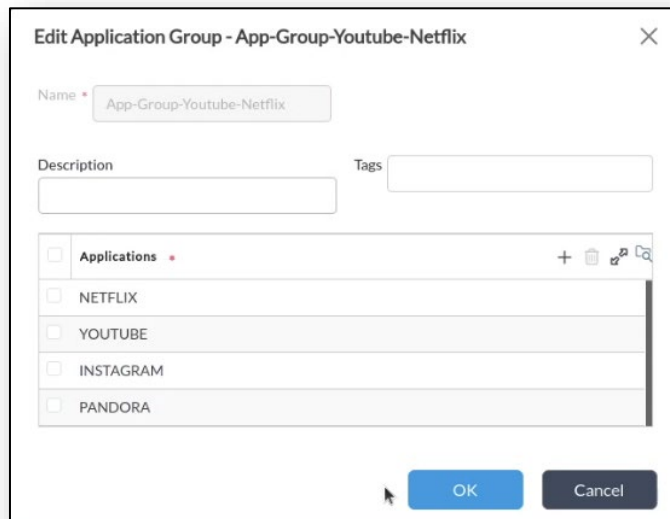 Edit Application Group - App-Group-Youtube-Netflix
Name • App-Group-Youtube-Netflix
Description Tags
Applications •
NETFLIX
YOUTUBE
INSTAGRAM
PANDORA
OK Cancel